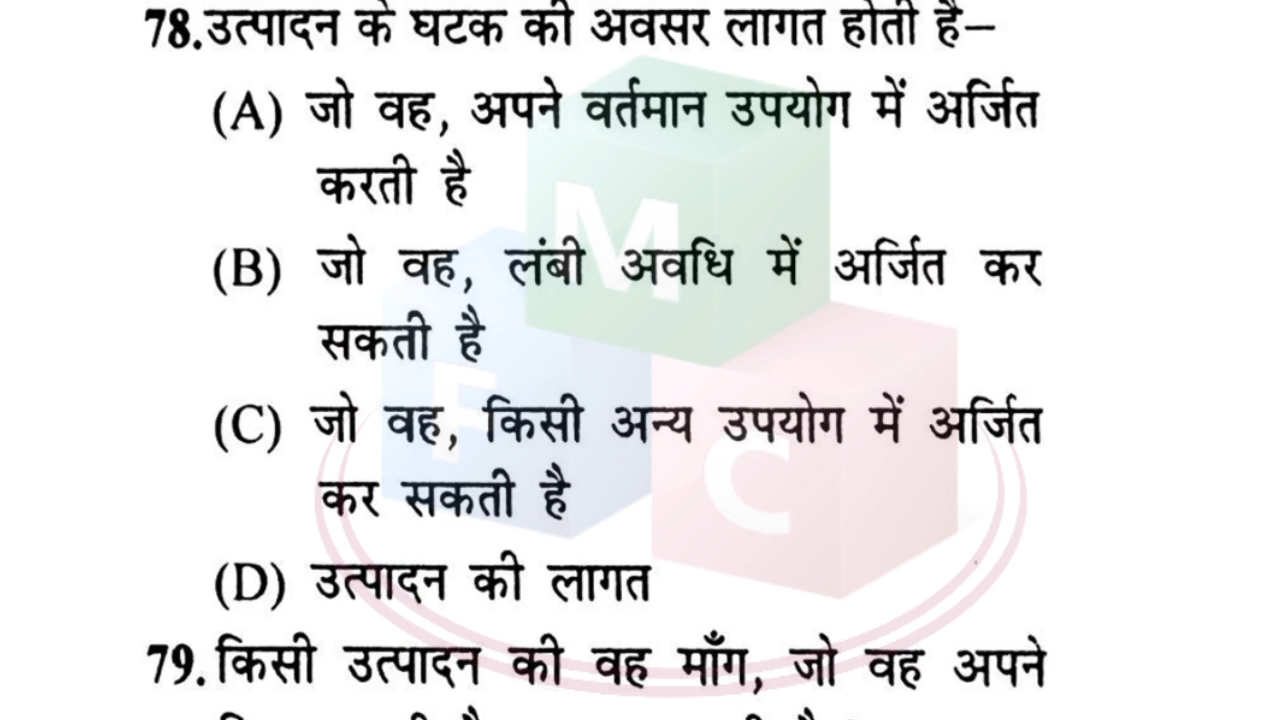 78. उत्पादन के घटक की अवसर लागत होती है–
(A) जो वह, अपने वर्तमान उपयोग में अर्जित
करती है
(B) जो वह, लंबी अवधि में अर्जित कर
सकती है
(C) जो वह, किसी अन्य उपयोग में अर्जित
कर सकती है
(D) उत्पादन की लागत
79. किसी उत्पादन की वह माँग, जो वह अपने
M
F
C